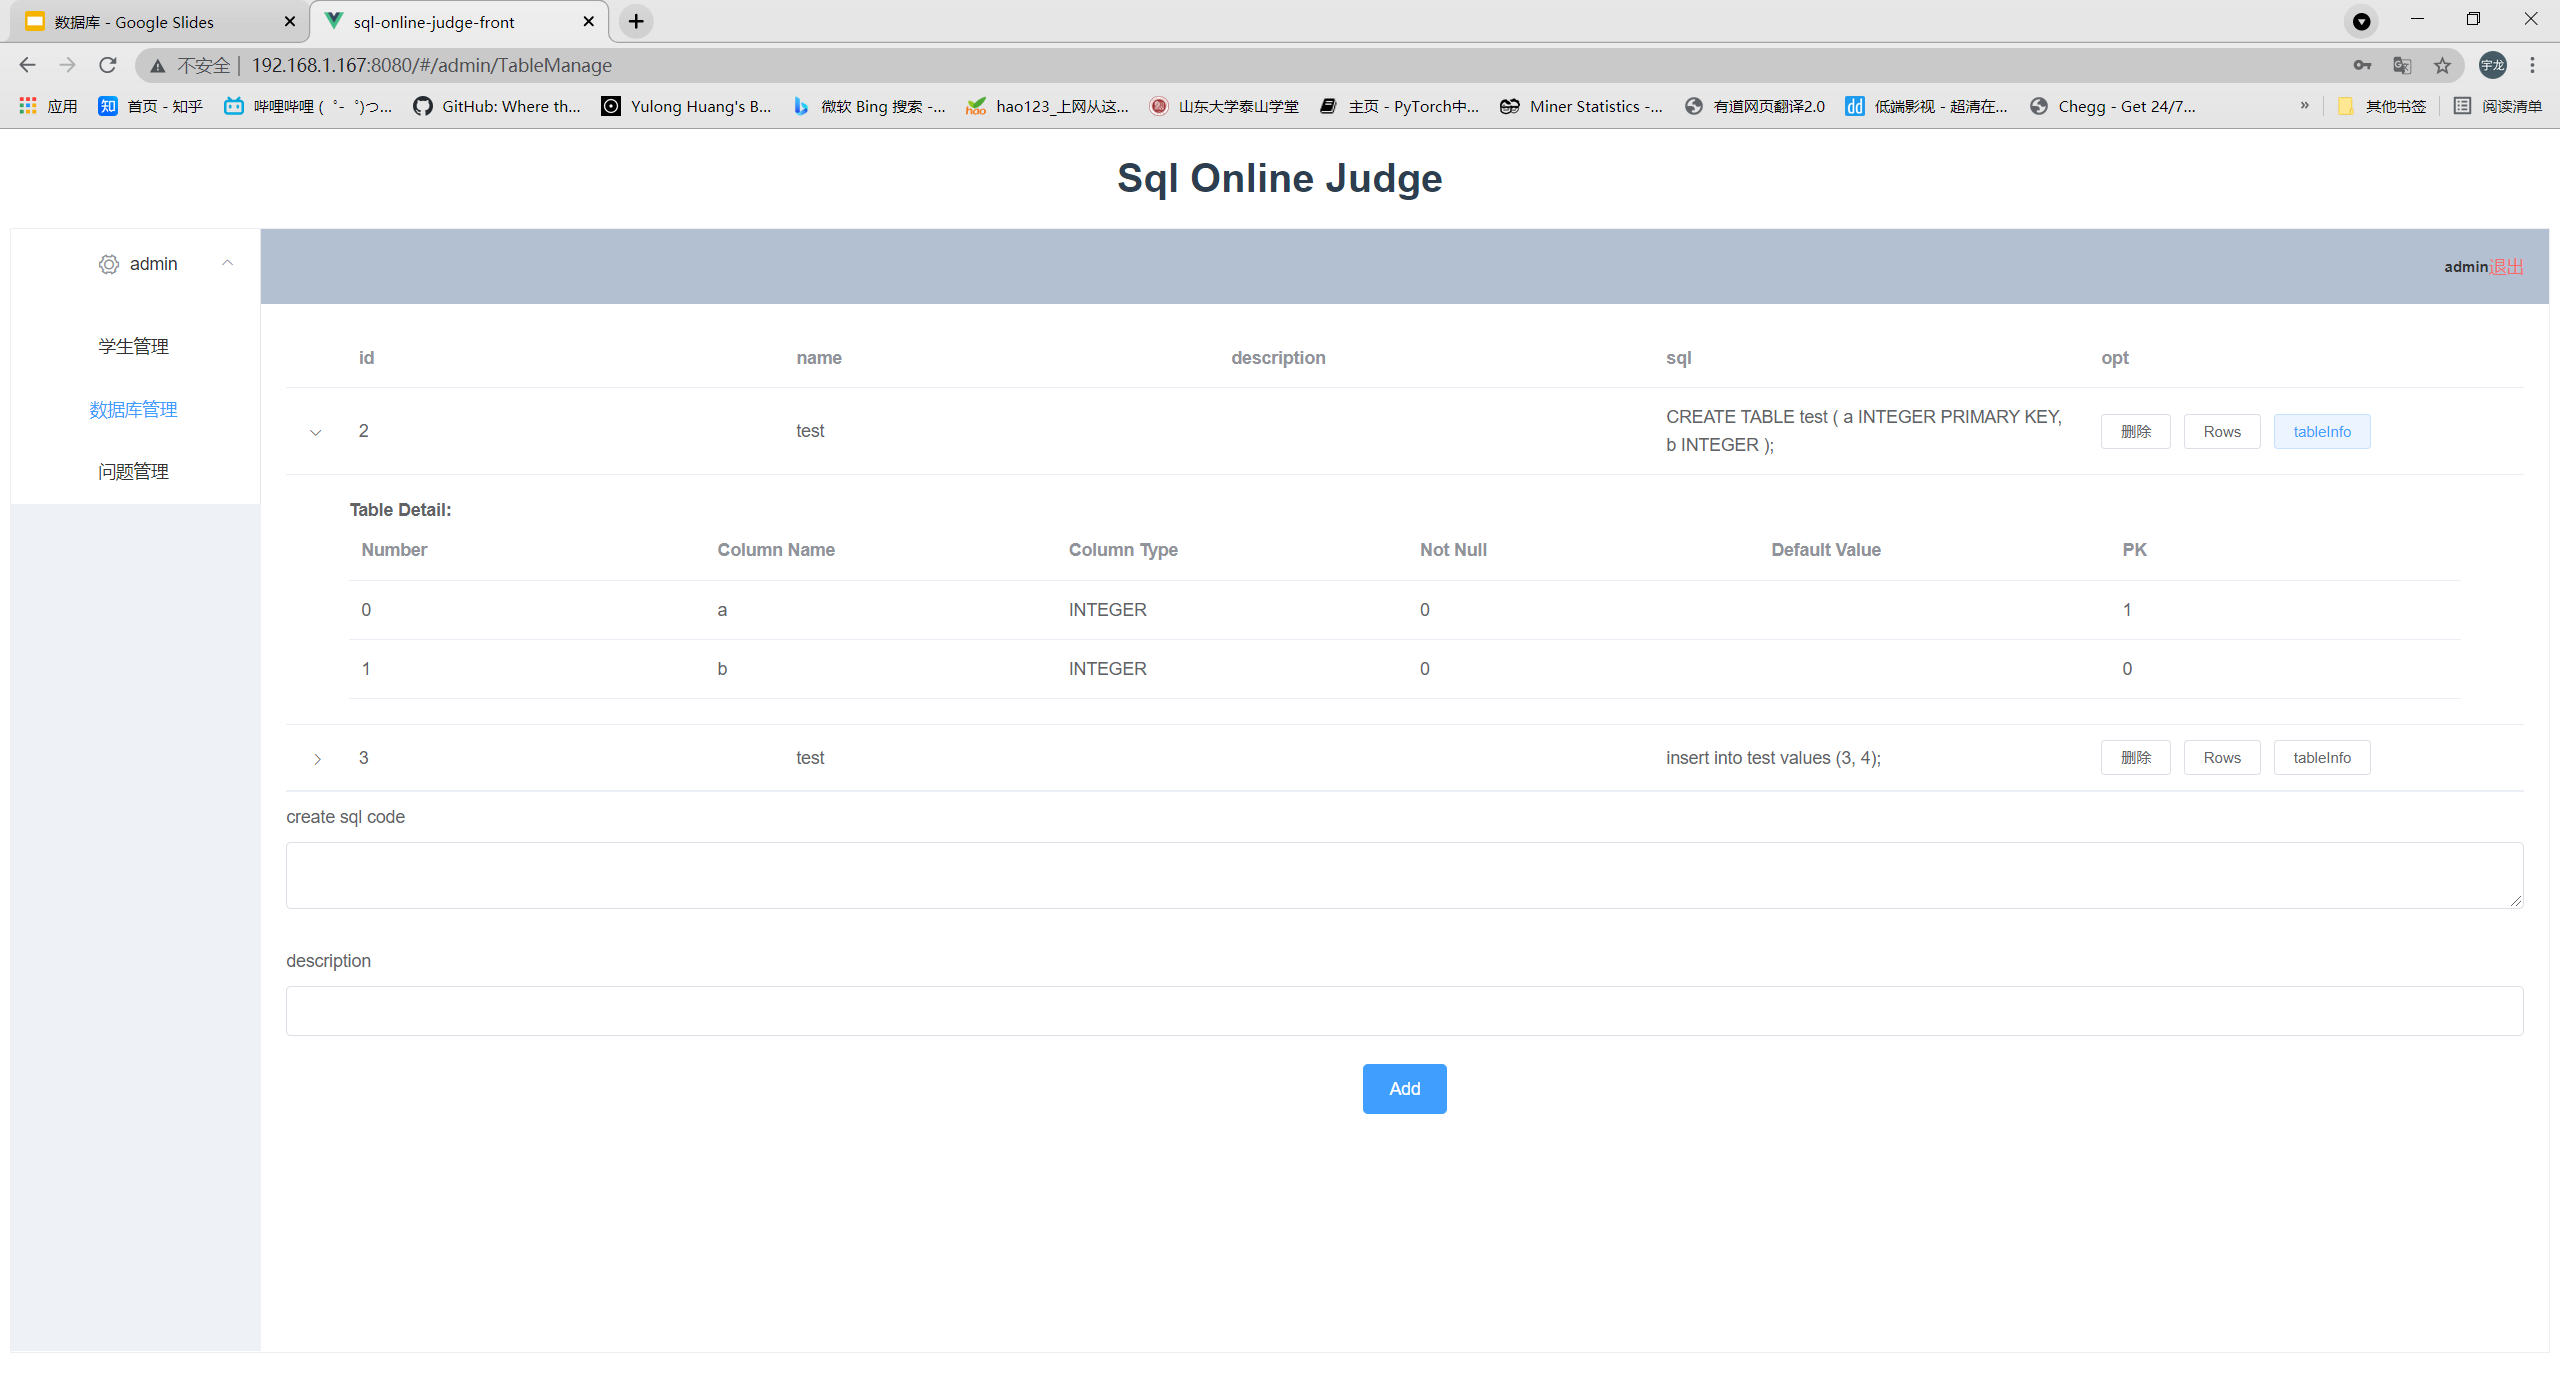 数据库 - Google Slides
sql-online-judge-front
不安全 | 192.168.1.167:8080/#/admin/TableManage
宇龙
应用 知 首页 - 知乎 哔哩哔哩 ( ゜- ゜)つ... GitHub: Where th... Yulong Huang's B... 微软 Bing 搜索 -... hao hao123_上网从这... 山东大学泰山学堂 主页 - PyTorch中... Miner Statistics -... 有道网页翻译2.0 dd 低端影视 - 超清在... Chegg - Get 24/7... » 其他书签 阅读清单
Sql Online Judge
admin
admin退出
学生管理
数据库管理
问题管理
id name description sql opt
2 test CREATE TABLE test ( a INTEGER PRIMARY KEY, 删除 Rows tableInfo
b INTEGER );
Table Detail:
Number Column Name Column Type Not Null Default Value PK
0 a INTEGER 0 1
1 b INTEGER 0 0
3 test insert into test values (3, 4); 删除 Rows tableInfo
create sql code
description
Add